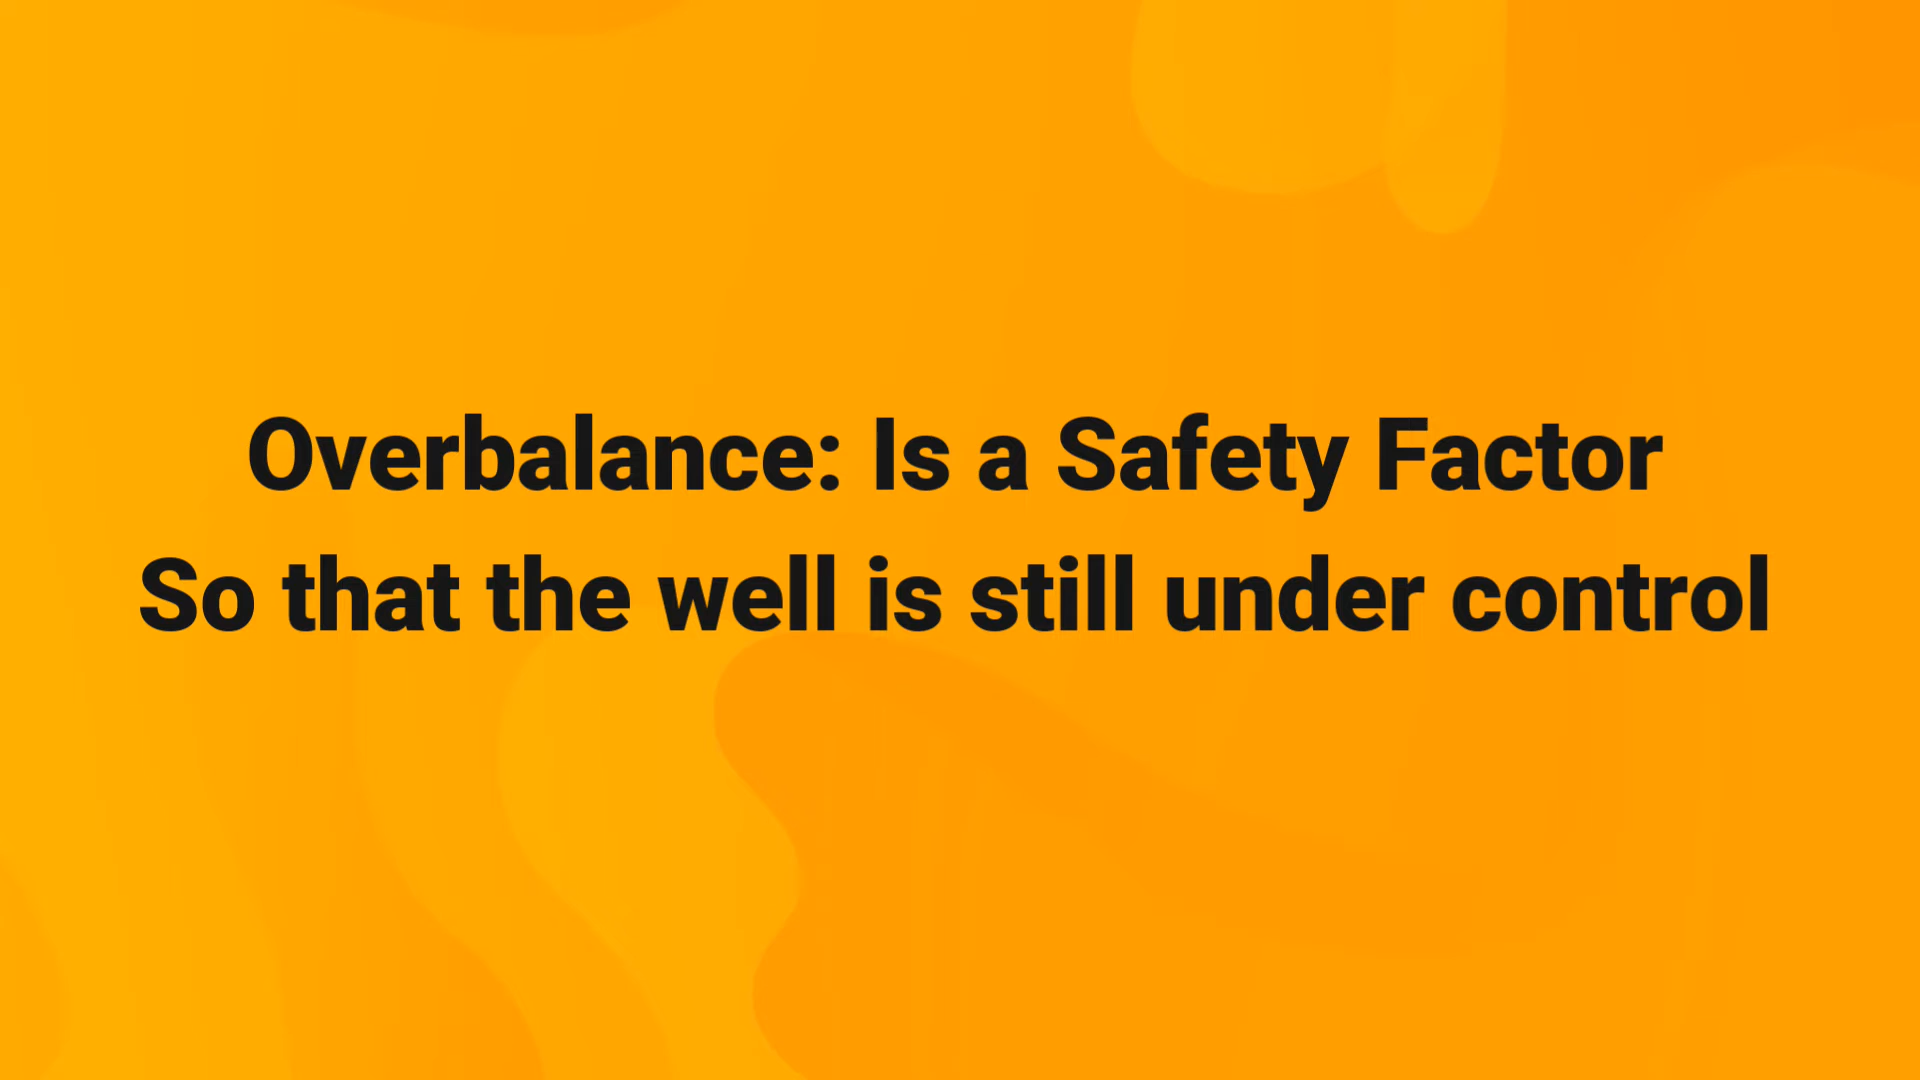 Overbalance: Is a Safety Factor
So that the well is still under control